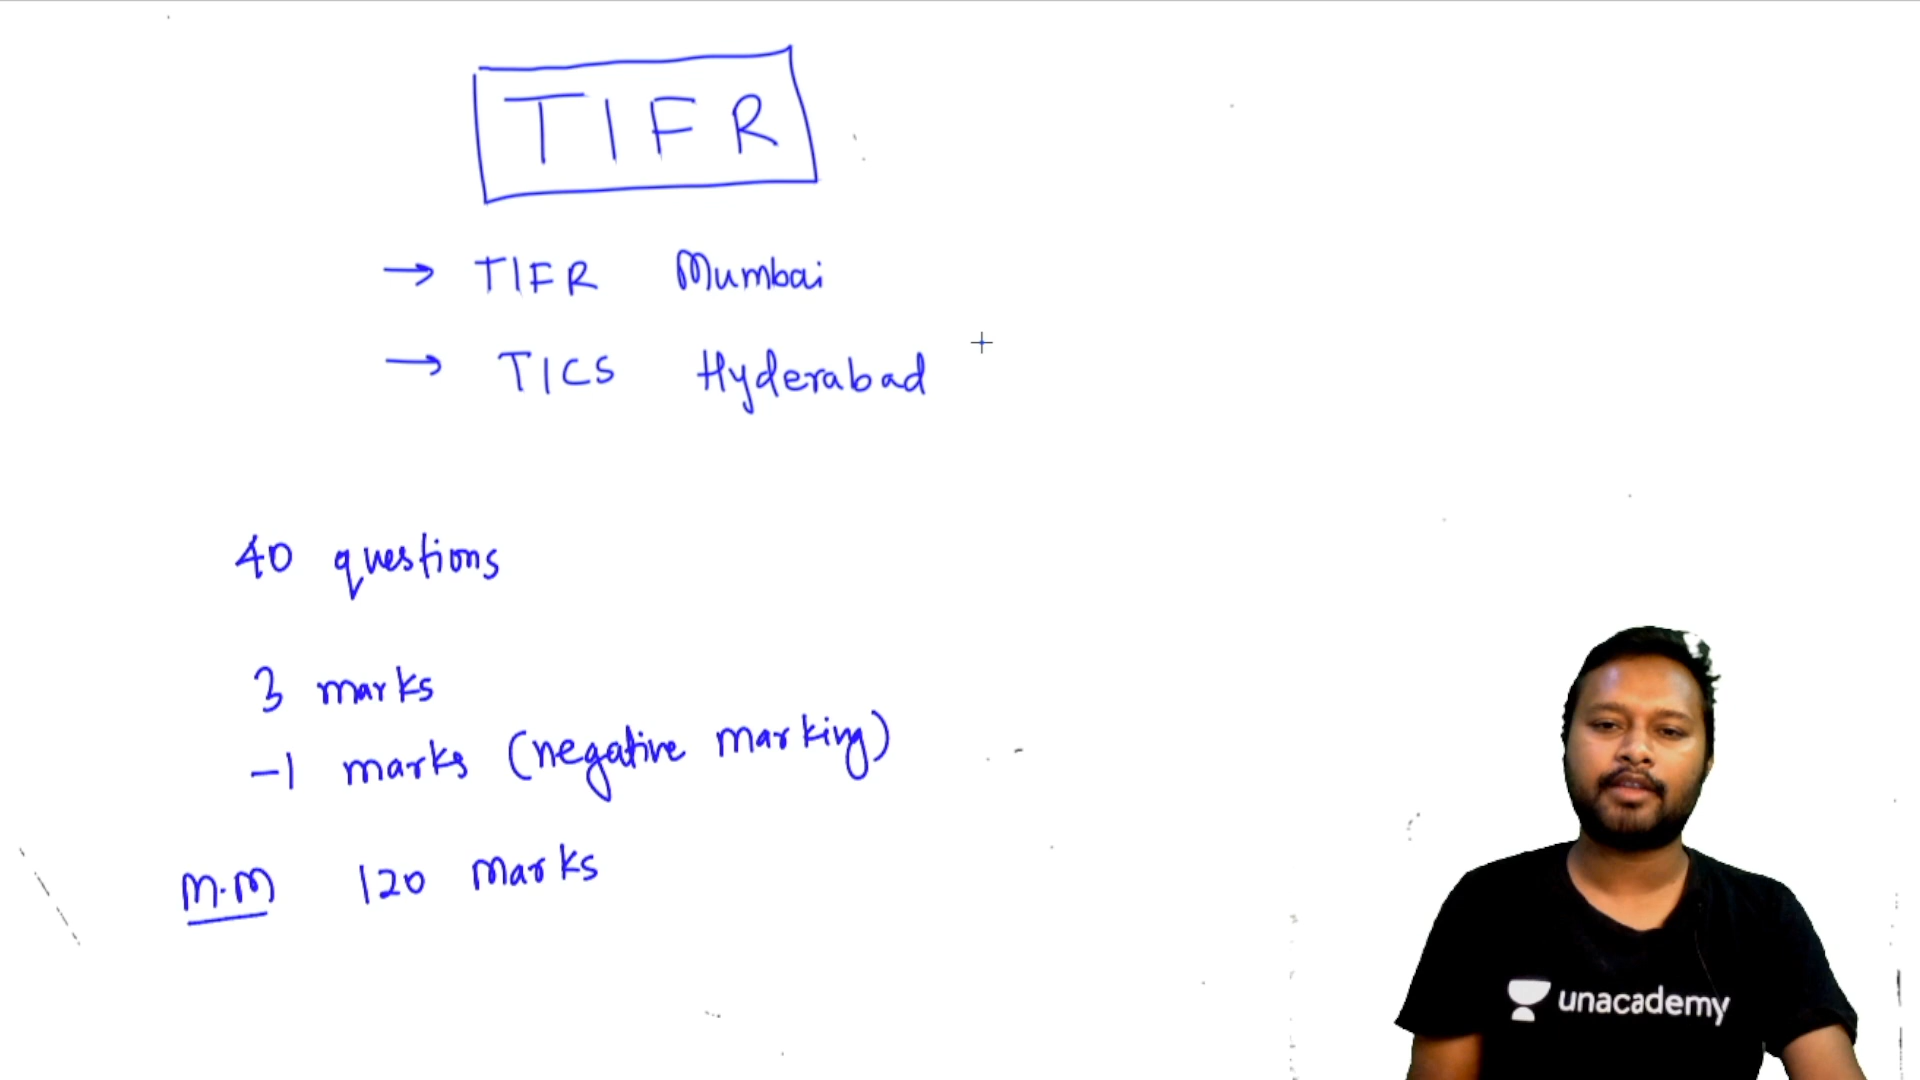 TIFR
→ TIFR Mumbai
→ TICS Hyderabad
40 questions
3 marks
-1 marks (negative marking)
M.M 120 Marks
unacademy